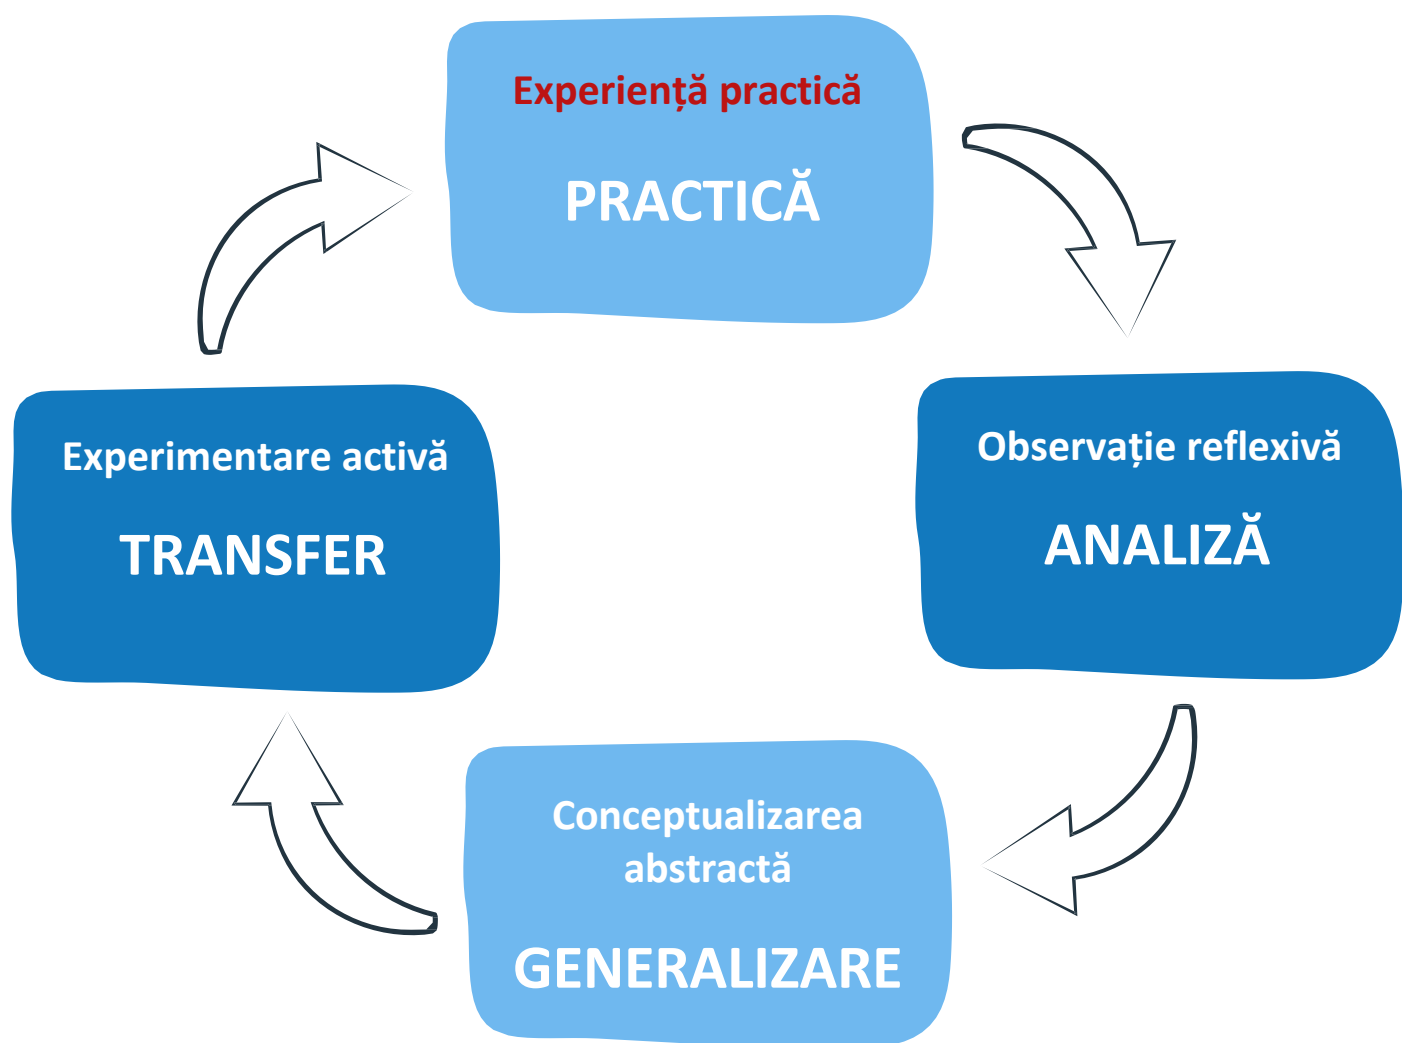 Experiență practică
PRACTICĂ
Experimentare activă
TRANSFER
Observație reflexivă
ANALIZĂ
Conceptualizarea
abstractă
GENERALIZARE